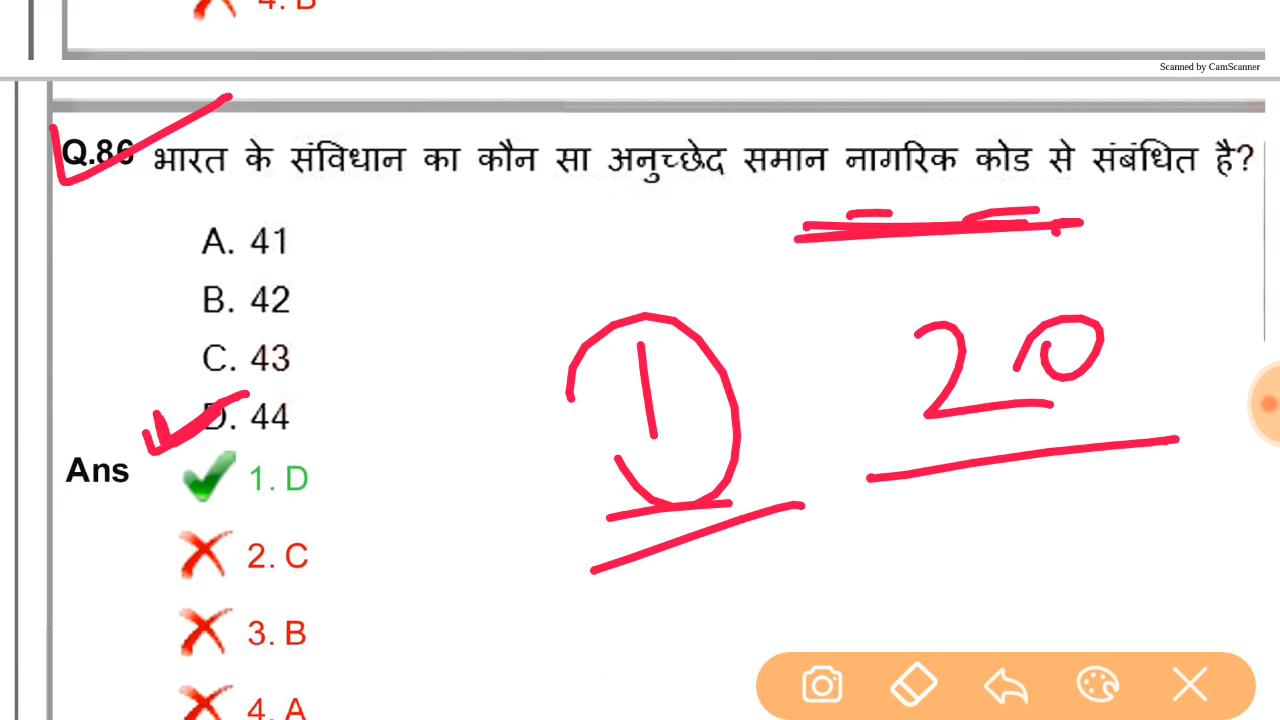 4. B
Scanned by CamScanner
Q.86 भारत के संविधान का कौन सा अनुच्छेद समान नागरिक कोड से संबंधित है?
A. 41
B. 42
C. 43
D. 44
Ans 1. D
2. C
3. B
4. A
1 20